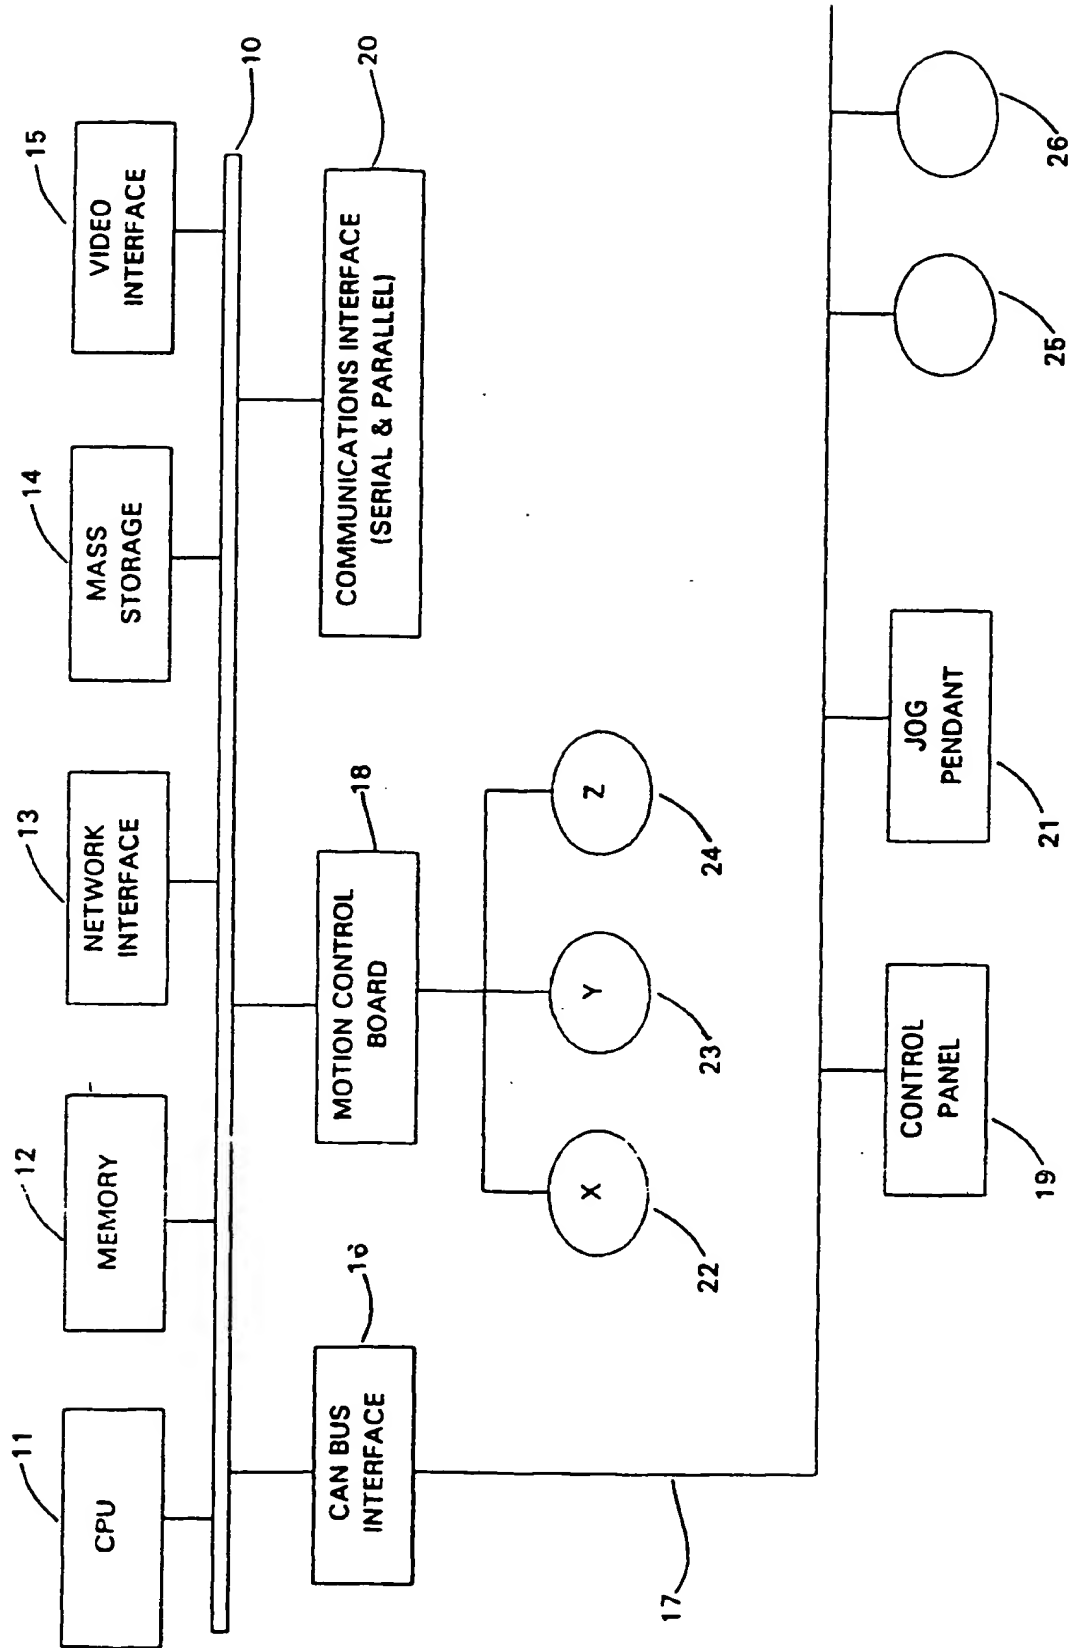 11
12
13
14
15
CPU
MEMORY
NETWORK
INTERFACE
MASS
STORAGE
VIDEO
INTERFACE
10
16
18
20
CAN BUS
INTERFACE
MOTION CONTROL
BOARD
COMMUNICATIONS INTERFACE
(SERIAL & PARALLEL)
X
Y
Z
22
23
24
17
CONTROL
PANEL
JOG
PENDANT
19
21
25
26